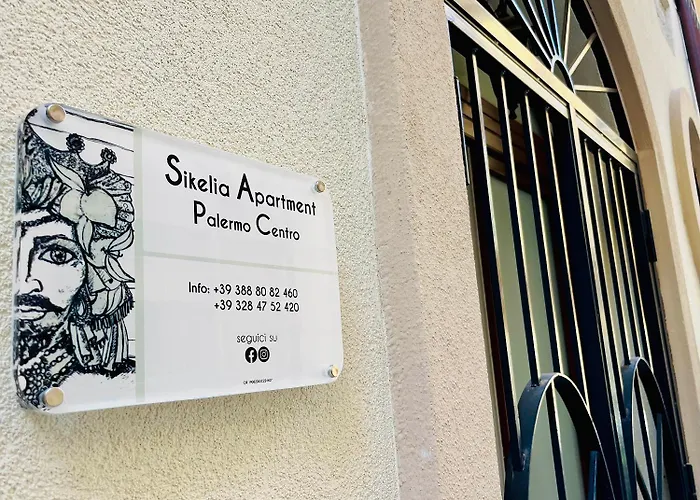 Sikelia Apartment
Palermo Centro
Info: +39 388 80 82 460
+39 328 47 52 420
seguici su